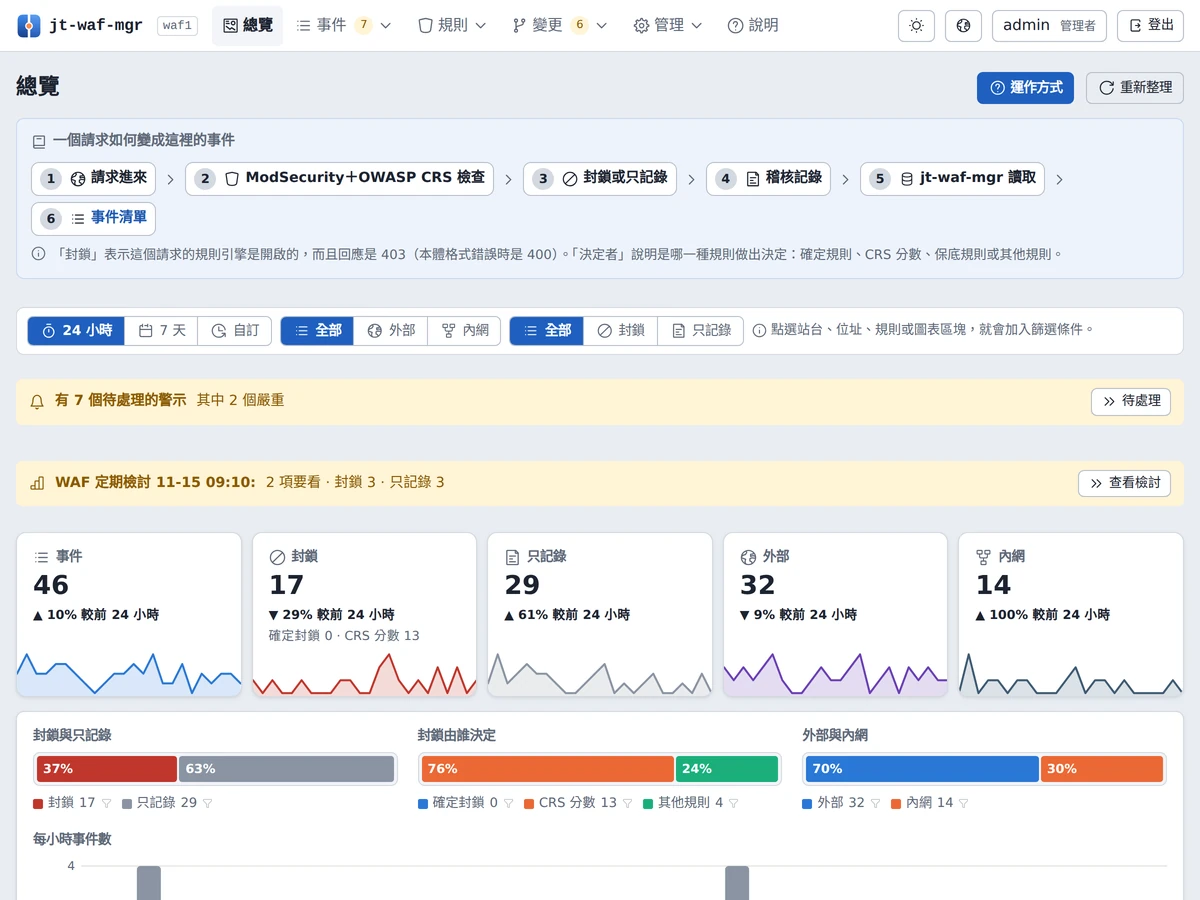 jt-waf-mgr waf1 總覽 事件 7 規則 變更 6 管理 說明 admin 管理者 登出
總覽 運作方式 重新整理
一個請求如何變成這裡的事件
1 請求進來 2 ModSecurity＋OWASP CRS 檢查 3 封鎖或只記錄 4 稽核記錄 5 jt-waf-mgr 讀取
6 事件清單
「封鎖」表示這個請求的規則引擎是開啟的，而且回應是 403（本體格式錯誤時是 400）。「決定者」說明是哪一種規則做出決定：確定規則、CRS 分數、保底規則或其他規則。
24 小時 7 天 自訂 全部 外部 內網 全部 封鎖 只記錄 點選站台、位址、規則或圖表區塊，就會加入篩選條件。
有 7 個待處理的警示 其中 2 個嚴重 待處理
WAF 定期檢討 11-15 09:10: 2 項要看 · 封鎖 3 · 只記錄 3 查看檢討
事件 封鎖 只記錄 外部 內網
46 17 29 32 14
▲ 10% 較前 24 小時 ▼ 29% 較前 24 小時 ▲ 61% 較前 24 小時 ▼ 9% 較前 24 小時 ▲ 100% 較前 24 小時
確定封鎖 0 · CRS 分數 13
封鎖與只記錄 封鎖由誰決定 外部與內網
37% 63% 76% 24% 70% 30%
封鎖 17 只記錄 29 確定封鎖 0 CRS 分數 13 其他規則 4 外部 32 內網 14
每小時事件數
4